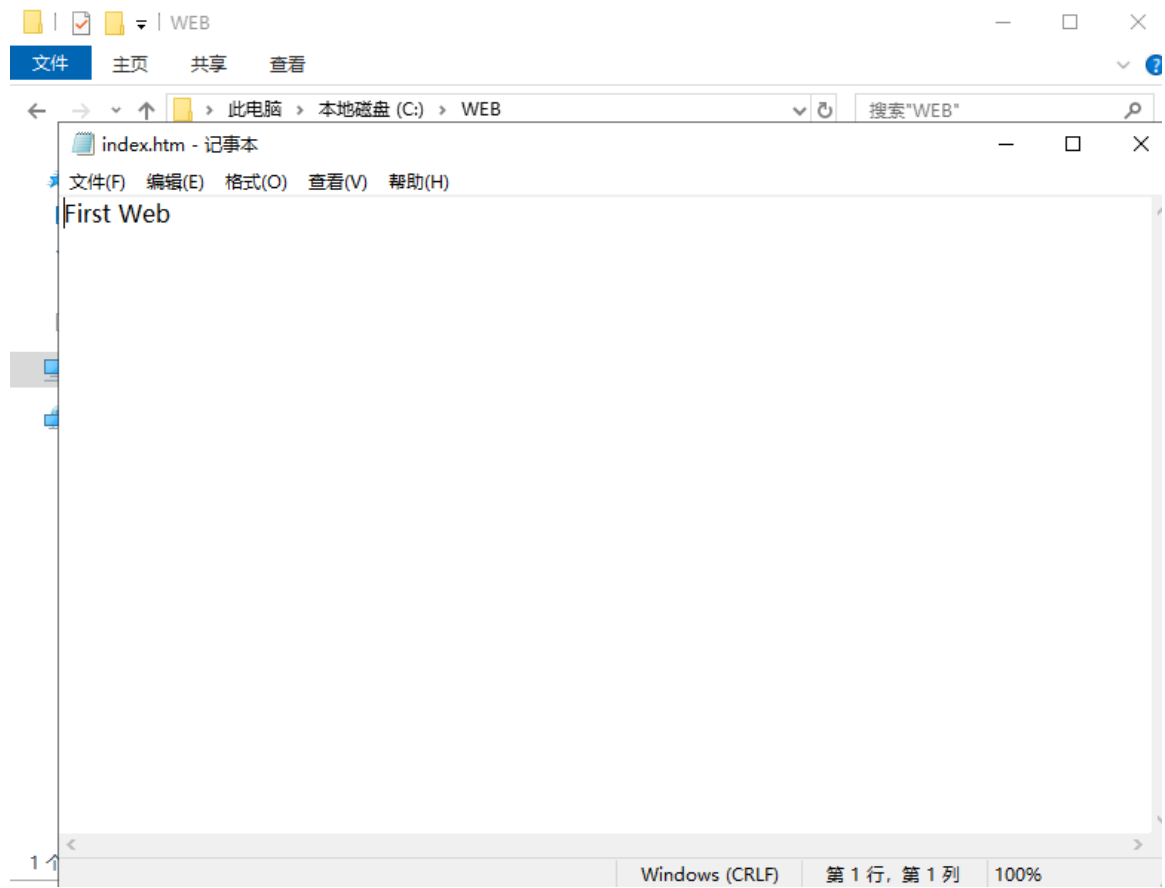 WEB
文件 主页 共享 查看
此电脑 › 本地磁盘 (C:) › WEB 搜索"WEB"
index.htm - 记事本
文件(F) 编辑(E) 格式(O) 查看(V) 帮助(H)
First Web
1 个
Windows (CRLF) 第 1 行, 第 1 列 100%